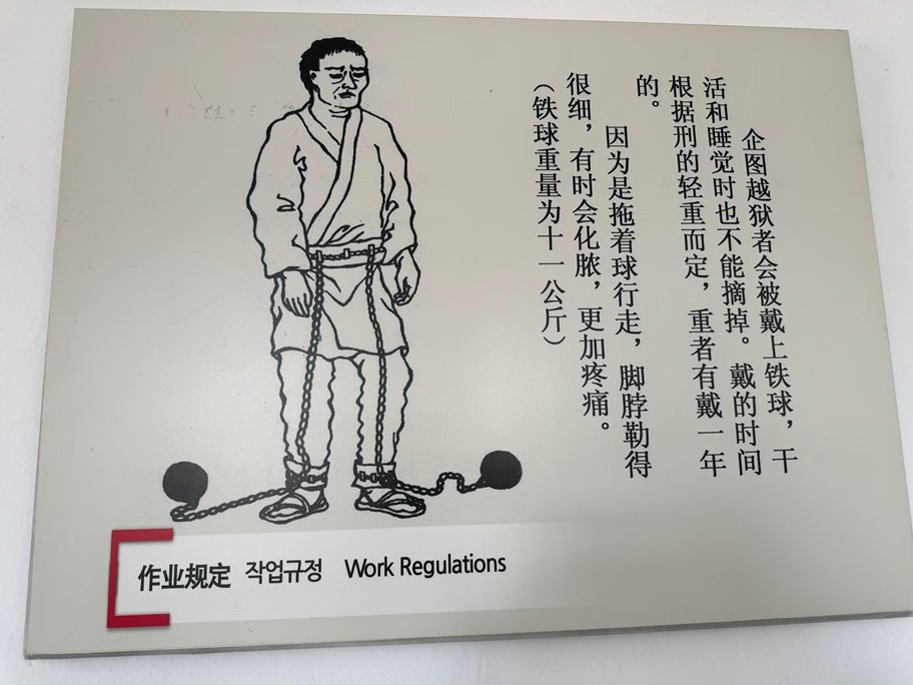 企图越狱者会被戴上铁球，干
活和睡觉时也不能摘掉。戴的时间
根据刑的轻重而定，重者有戴一年
的。
因为是拖着球行走，脚脖勒得
很细，有时会化脓，更加疼痛。
（铁球重量为十一公斤）
作业规定 작업규정 Work Regulations